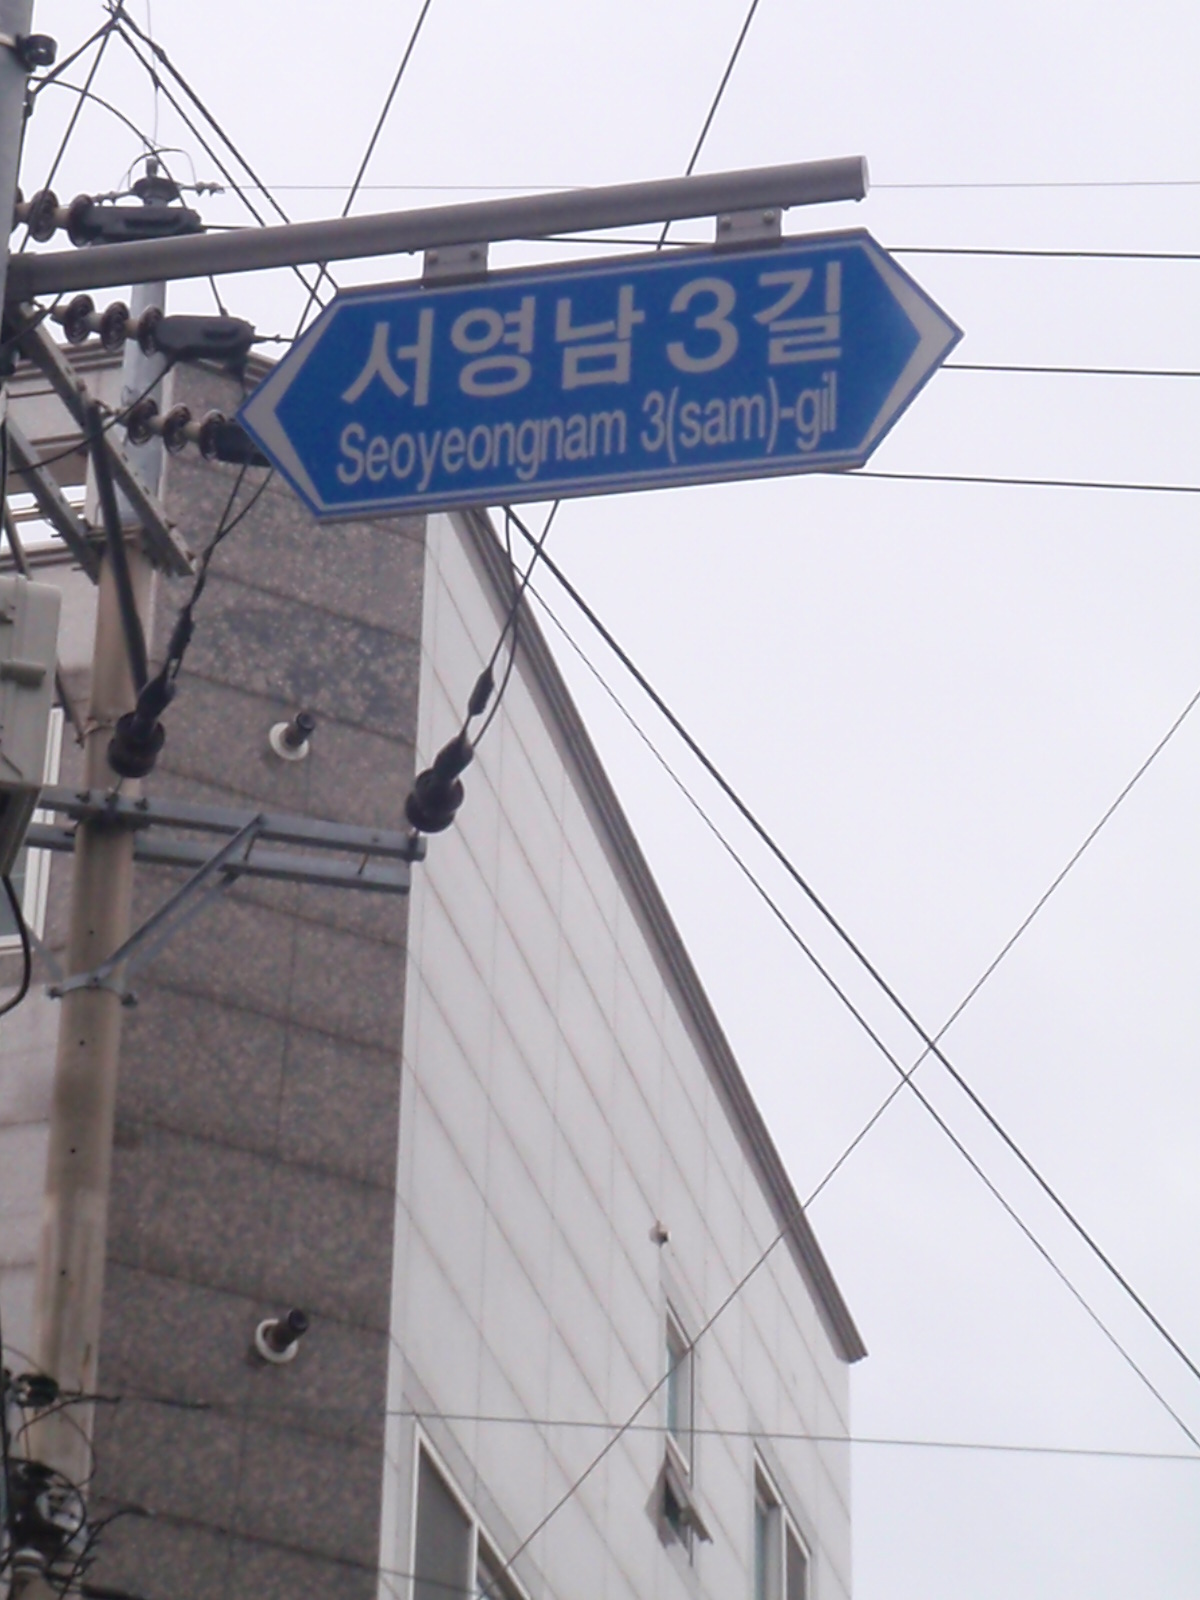 서영남 3길
Seoyeongnam 3(sam)-gil